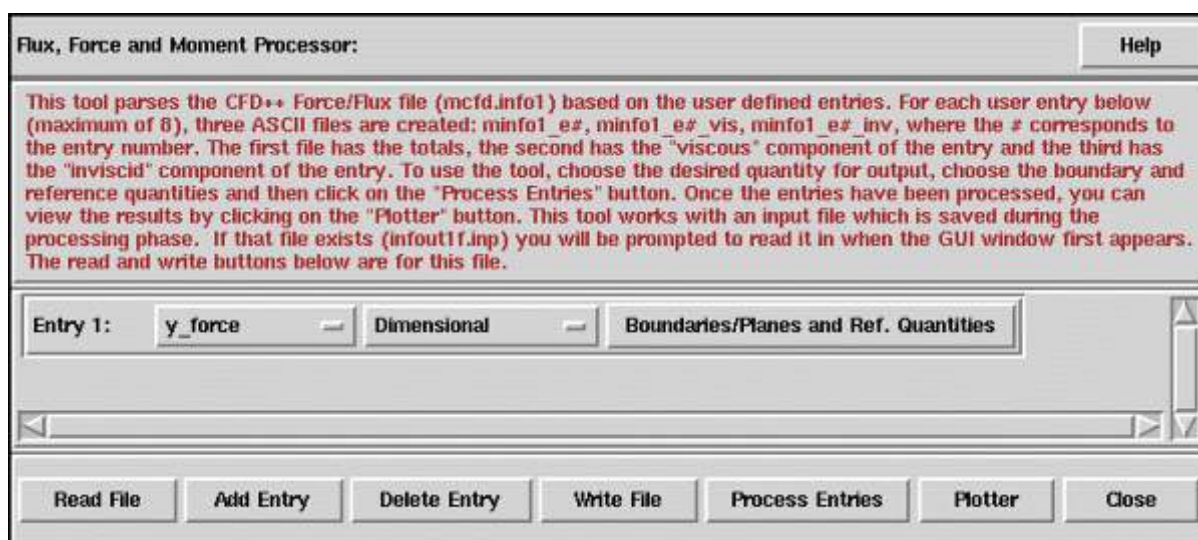 Flux, Force and Moment Processor:
Help
This tool parses the CFD++ Force/Flux file (mcfd.info1) based on the user defined entries. For each user entry below
(maximum of 8), three ASCII files are created: minfo1_e#, minfo1_e#_vis, minfo1_e#_inv, where the # corresponds to
the entry number. The first file has the totals, the second has the "viscous" component of the entry and the third has
the "inviscid" component of the entry. To use the tool, choose the desired quantity for output, choose the boundary and
reference quantities and then click on the "Process Entries" button. Once the entries have been processed, you can
view the results by clicking on the "Plotter" button. This tool works with an input file which is saved during the
processing phase.  If that file exists (infout1f.inp) you will be prompted to read it in when the GUI window first appears.
The read and write buttons below are for this file.
Entry 1: y_force Dimensional Boundaries/Planes and Ref. Quantities
Read File Add Entry Delete Entry Write File Process Entries Plotter Close